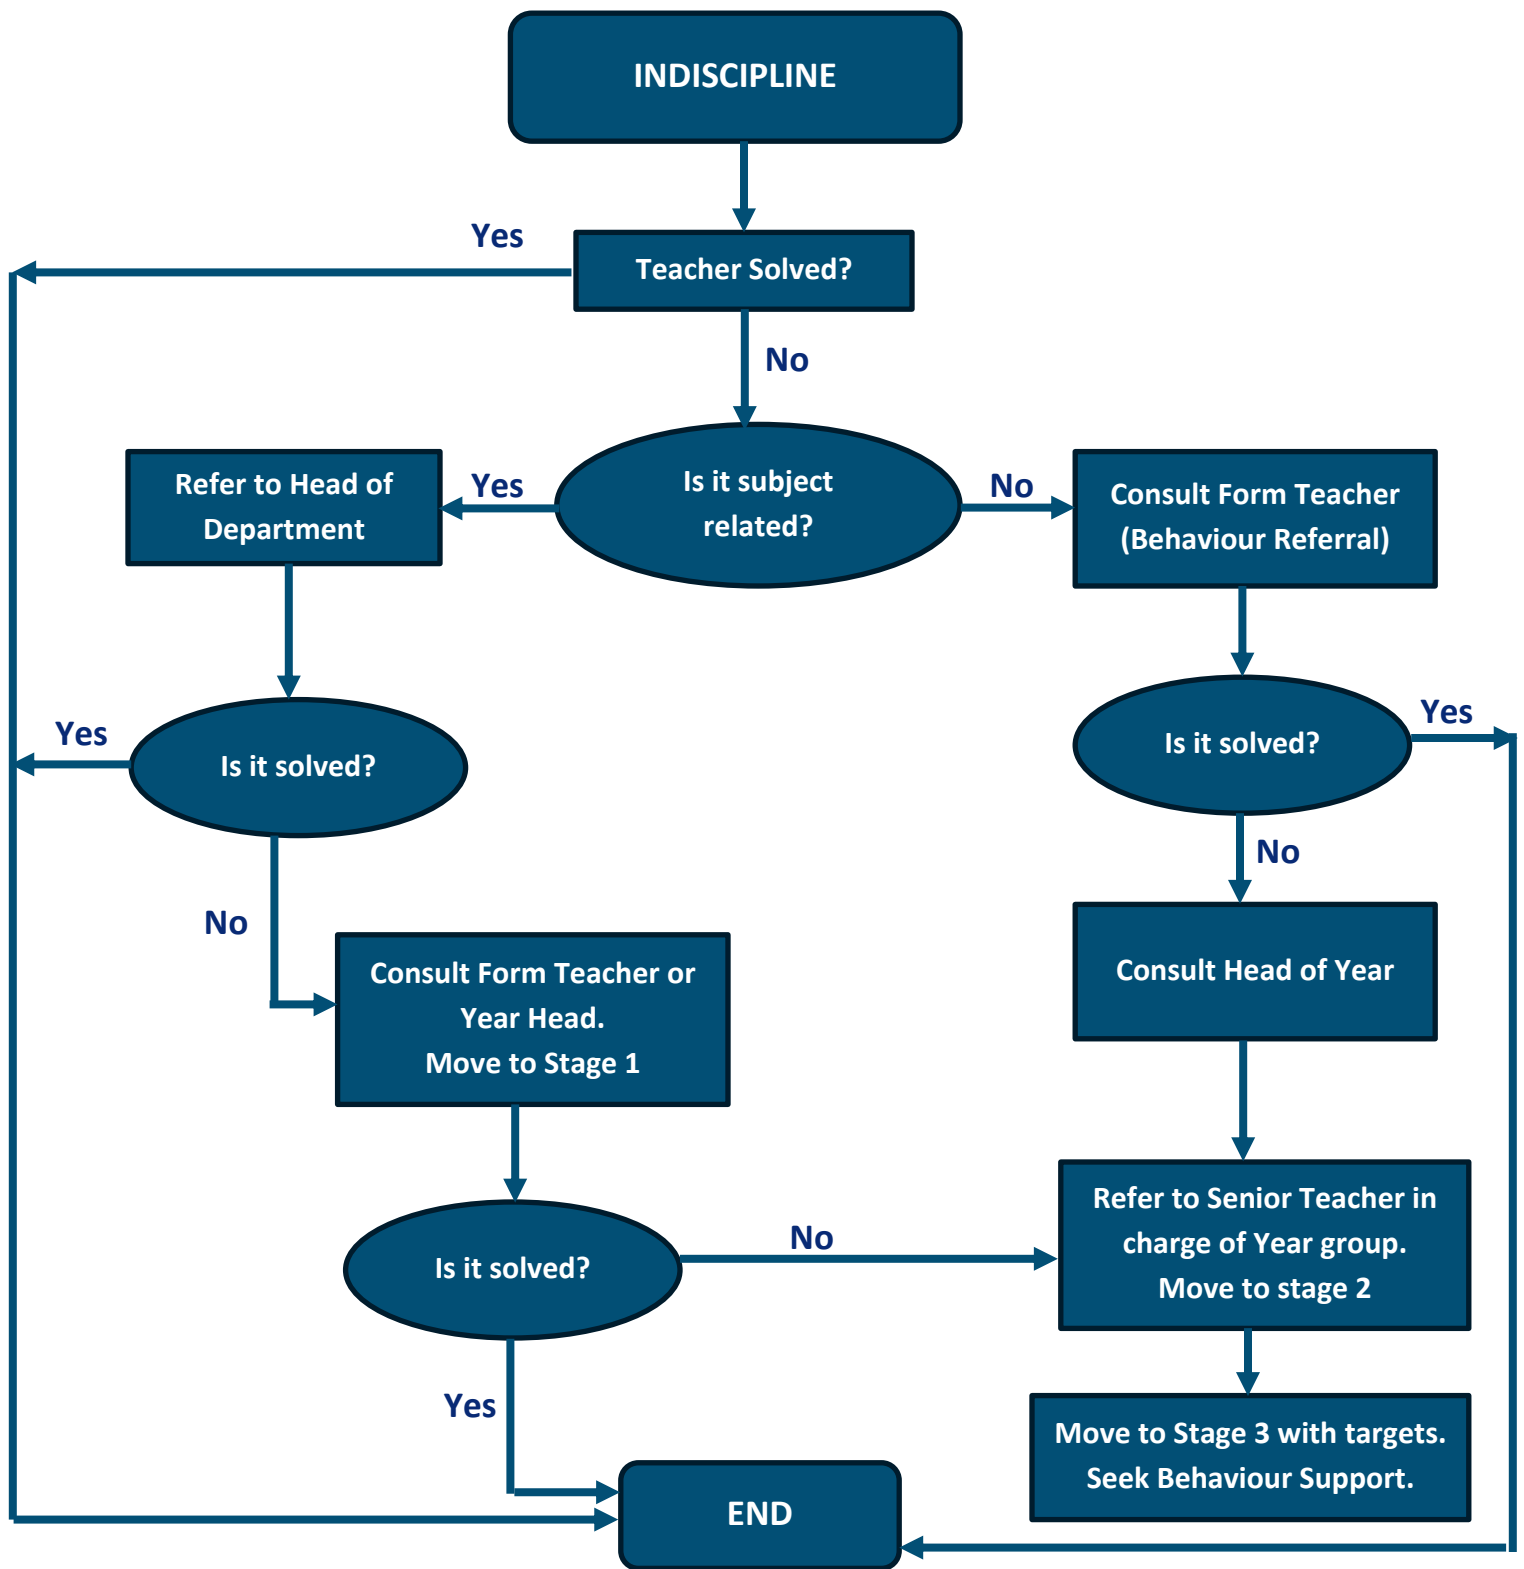 INDISCIPLINE
Yes
Teacher Solved?
No
Refer to Head of
Department
Yes
Is it subject
related?
No
Consult Form Teacher
(Behaviour Referral)
Yes
Is it solved?
Is it solved?
Yes
No
No
Consult Form Teacher or
Year Head.
Move to Stage 1
Consult Head of Year
Is it solved?
No
Refer to Senior Teacher in
charge of Year group.
Move to stage 2
Yes
Move to Stage 3 with targets.
Seek Behaviour Support.
END